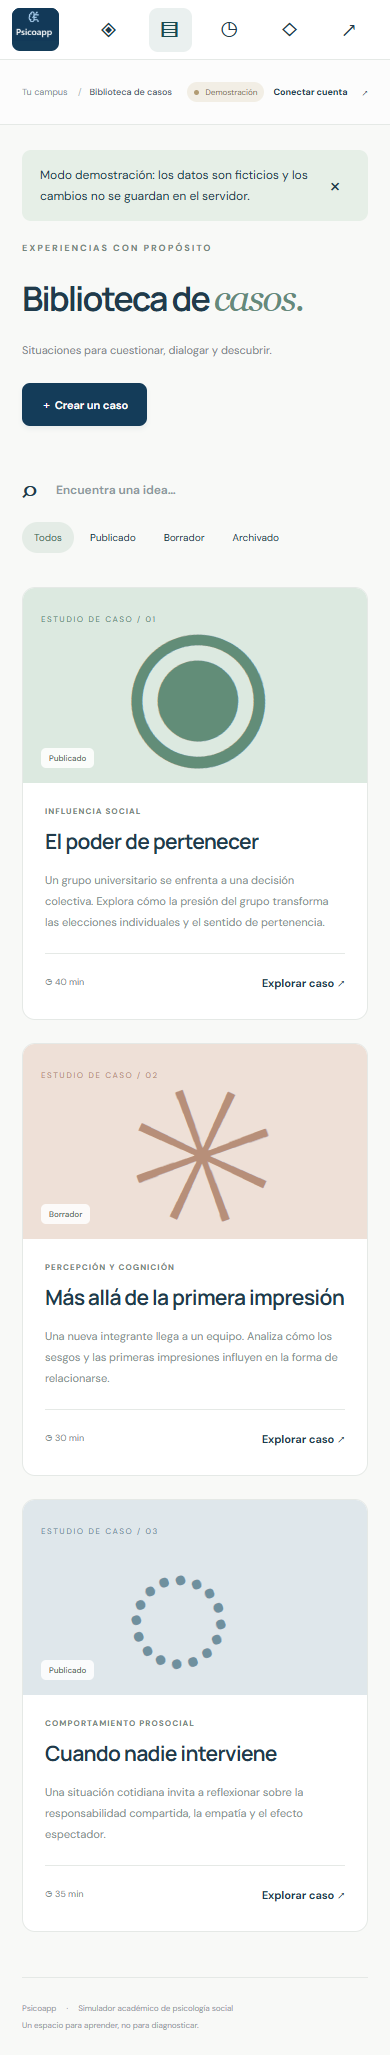 Psicoapp
Tu campus / Biblioteca de casos Demostración Conectar cuenta ↗
Modo demostración: los datos son ficticios y los
cambios no se guardan en el servidor.
EXPERIENCIAS CON PROPÓSITO
Biblioteca de casos.
Situaciones para cuestionar, dialogar y descubrir.
+ Crear un caso
Encuentra una idea...
Todos Publicado Borrador Archivado
ESTUDIO DE CASO / 01
Publicado
INFLUENCIA SOCIAL
El poder de pertenecer
Un grupo universitario se enfrenta a una decisión
colectiva. Explora cómo la presión del grupo transforma
las elecciones individuales y el sentido de pertenencia.
40 min Explorar caso ↗
ESTUDIO DE CASO / 02
Borrador
PERCEPCIÓN Y COGNICIÓN
Más allá de la primera impresión
Una nueva integrante llega a un equipo. Analiza cómo los
sesgos y las primeras impresiones influyen en la forma de
relacionarse.
30 min Explorar caso ↗
ESTUDIO DE CASO / 03
Publicado
COMPORTAMIENTO PROSOCIAL
Cuando nadie interviene
Una situación cotidiana invita a reflexionar sobre la
responsabilidad compartida, la empatía y el efecto
espectador.
35 min Explorar caso ↗
Psicoapp · Simulador académico de psicología social
Un espacio para aprender, no para diagnosticar.